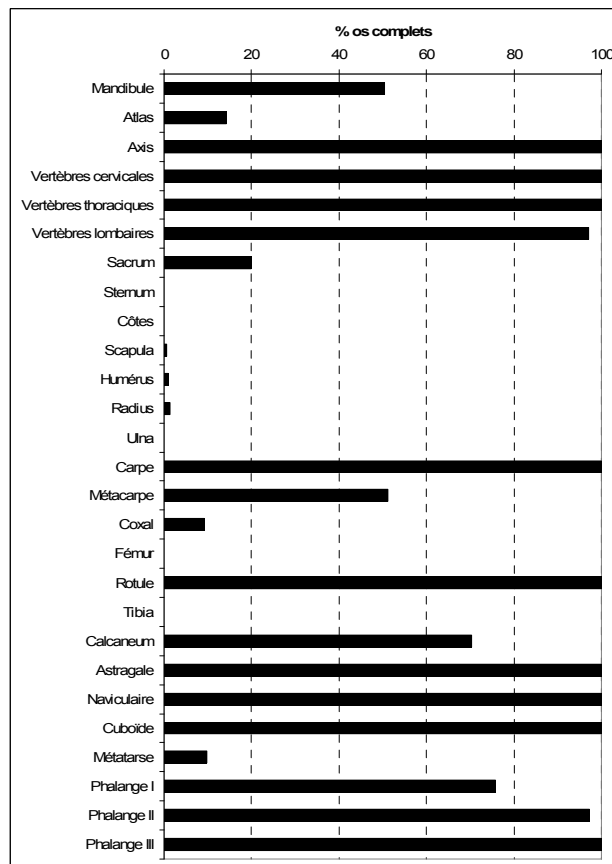 % os complets
0 20 40 60 80 100
Mandibule
Atlas
Axis
Vertèbres cervicales
Vertèbres thoraciques
Vertèbres lombaires
Sacrum
Sternum
Côtes
Scapula
Humérus
Radius
Ulna
Carpe
Métacarpe
Coxal
Fémur
Rotule
Tibia
Calcaneum
Astragale
Naviculaire
Cuboïde
Métatarse
Phalange I
Phalange II
Phalange III